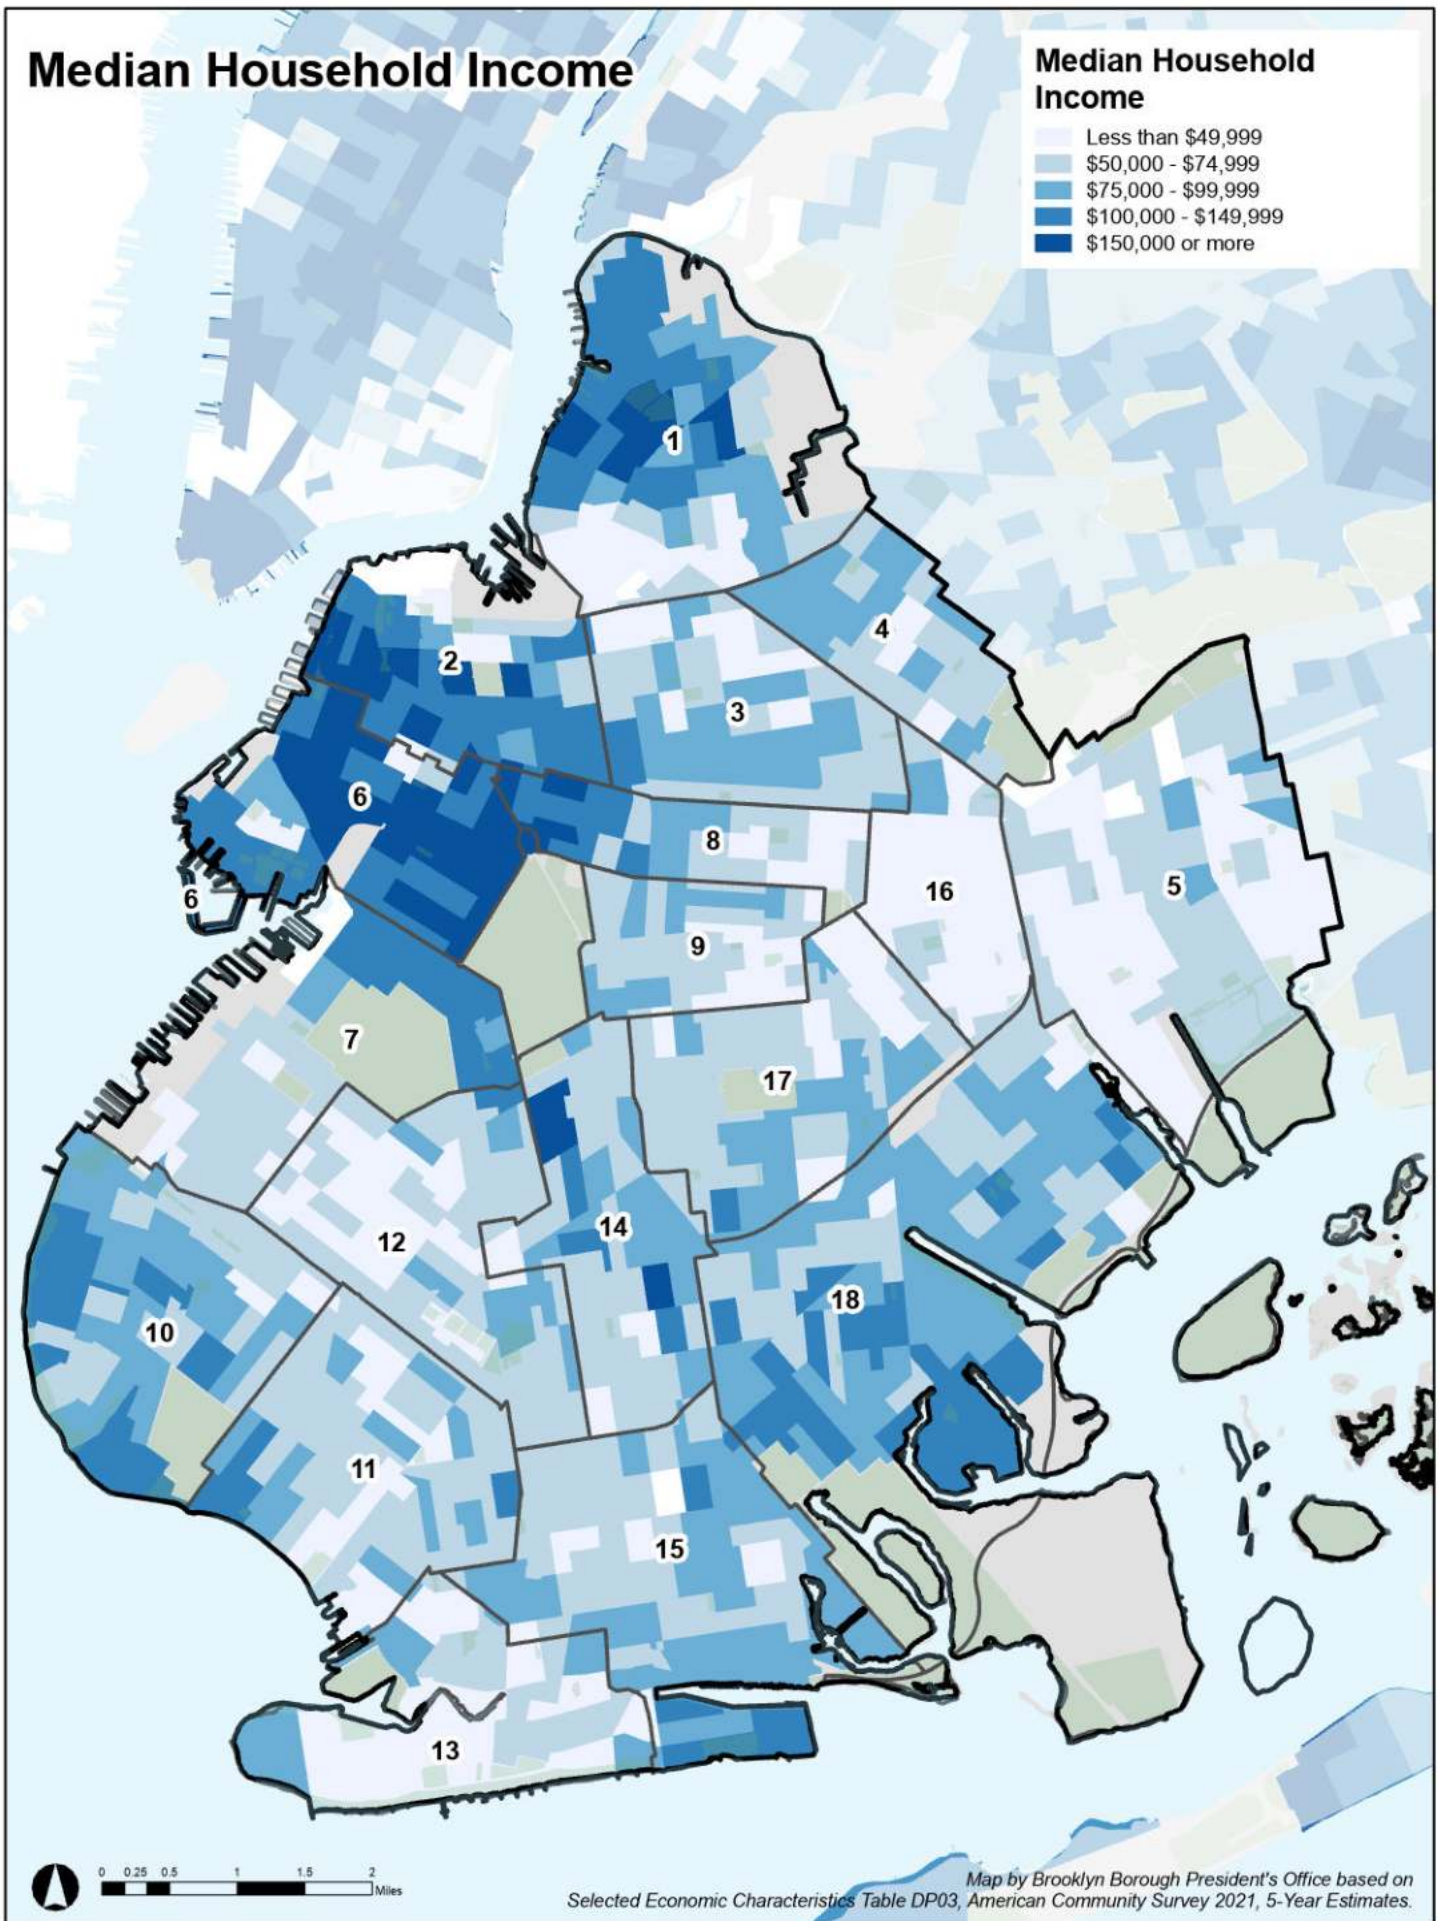 Median Household Income
Median Household
Income
Less than $49,999
$50,000 - $74,999
$75,000 - $99,999
$100,000 - $149,999
$150,000 or more
1
4
2
3
6
8
5
16
6
9
7
17
14
12
18
10
11
15
13
0 0.25 0.5 1 1.5 2
Miles
Map by Brooklyn Borough President's Office based on
Selected Economic Characteristics Table DP03, American Community Survey 2021, 5-Year Estimates.